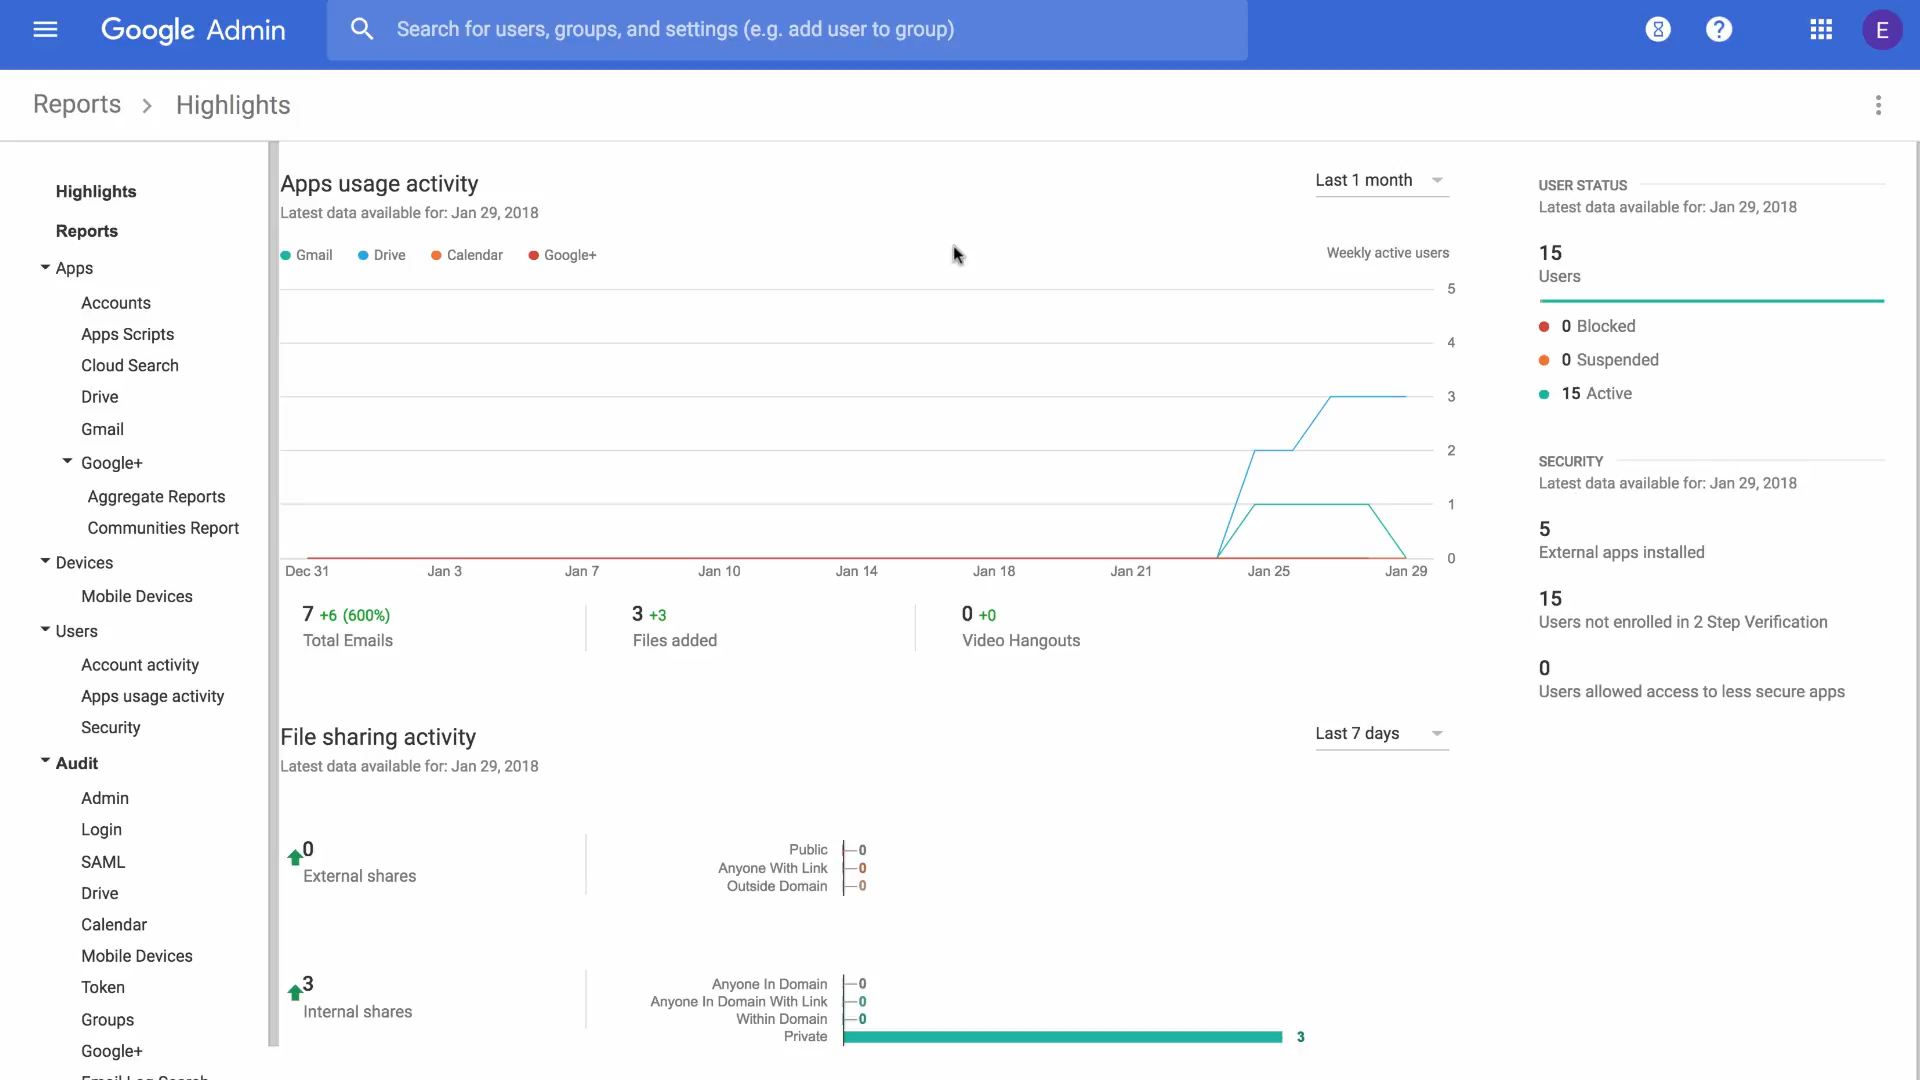 Google Admin
Search for users, groups, and settings (e.g. add user to group)
?
E
Reports > Highlights
Highlights
Reports
Apps
Accounts
Apps Scripts
Cloud Search
Drive
Gmail
Google+
Aggregate Reports
Communities Report
Devices
Mobile Devices
Users
Account activity
Apps usage activity
Security
Audit
Admin
Login
SAML
Drive
Calendar
Mobile Devices
Token
Groups
Google+
Email Log Search
Apps usage activity
Last 1 month
Latest data available for: Jan 29, 2018
Gmail Drive Calendar Google+
Weekly active users
5
4
3
2
1
0
Dec 31 Jan 3 Jan 7 Jan 10 Jan 14 Jan 18 Jan 21 Jan 25 Jan 29
7 +6 (600%)
Total Emails
3 +3
Files added
0 +0
Video Hangouts
File sharing activity
Last 7 days
Latest data available for: Jan 29, 2018
0
External shares
Public 0
Anyone With Link 0
Outside Domain 0
3
Internal shares
Anyone In Domain 0
Anyone In Domain With Link 0
Within Domain 0
Private 3
USER STATUS
Latest data available for: Jan 29, 2018
15
Users
0 Blocked
0 Suspended
15 Active
SECURITY
Latest data available for: Jan 29, 2018
5
External apps installed
15
Users not enrolled in 2 Step Verification
0
Users allowed access to less secure apps